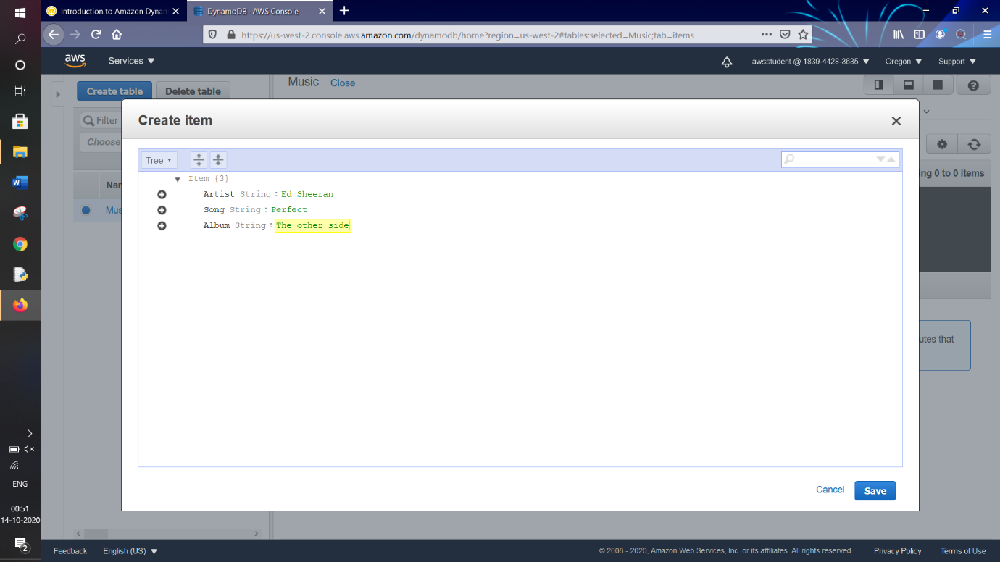 Introduction to Amazon Dynam
DynamoDB · AWS Console
https://us-west-2.console.aws.amazon.com/dynamodb/home?region=us-west-2#tables:selected=Music;tab=items
aws
Services
awsstudent @ 1839-4428-3635
Oregon
Support
Create table
Delete table
Music
Close
Filter
Choose
Nar
Mus
Create item
Tree
Item {3}
Artist String : Ed Sheeran
Song String : Perfect
Album String : The other side
ing 0 to 0 items
utes that
Cancel
Save
ENG
00:51
14-10-2020
2
Feedback
English (US)
© 2008 - 2020, Amazon Web Services, Inc. or its affiliates. All rights reserved.
Privacy Policy
Terms of Use